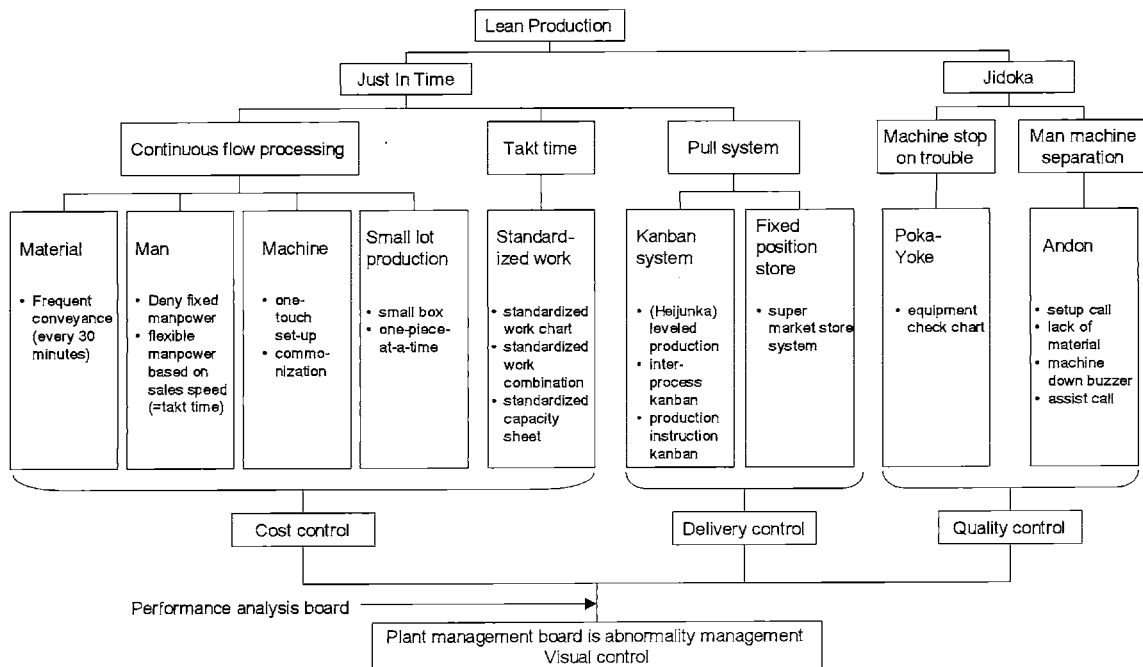 Lean Production
Just In Time
Jidoka
Continuous flow processing
Takt time
Pull system
Machine stop
on trouble
Man machine
separation
Material
• Frequent
conveyance
(every 30
minutes)
Man
• Deny fixed
manpower
• flexible
manpower
based on
sales speed
(=takt time)
Machine
• one-
touch
set-up
• commo-
nization
Small lot
production
• small box
• one-piece-
at-a-time
Standard-
ized work
• standardized
work chart
• standardized
work
combination
• standardized
capacity
sheet
Kanban
system
• (Heijunka)
leveled
production
• inter-
process
kanban
• production
instruction
kanban
Fixed
position
store
• super
market store
system
Poka-
Yoke
• equipment
check chart
Andon
• setup call
• lack of
material
• machine
down buzzer
• assist call
Cost control
Delivery control
Quality control
Performance analysis board
Plant management board is abnormality management
Visual control